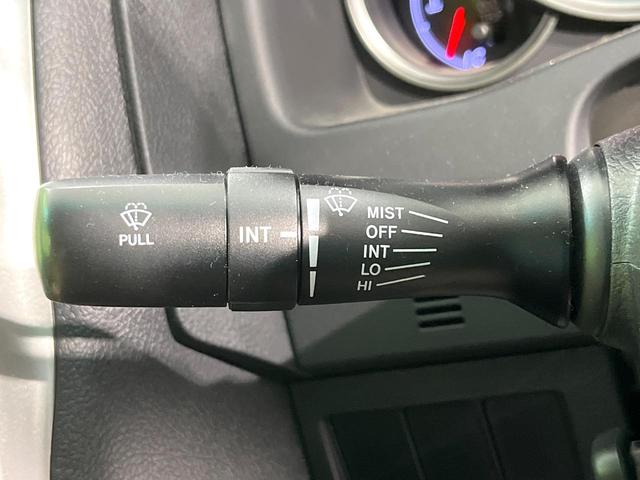 PULL
INT
MIST
OFF
INT
LO
HI